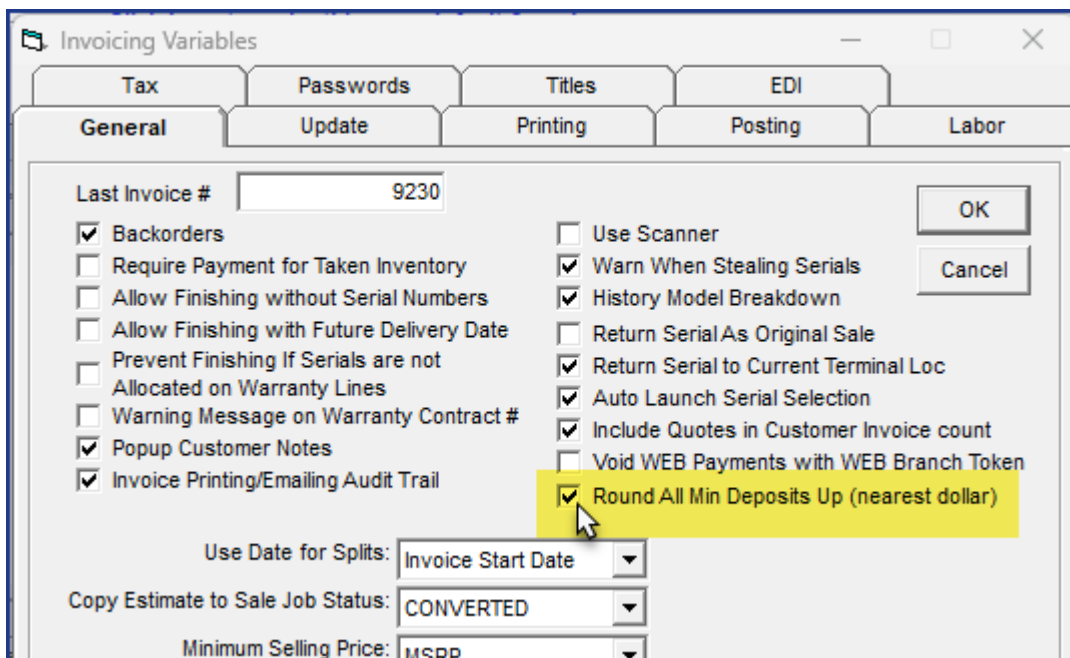 Invoicing Variables
Tax Passwords Titles EDI
General Update Printing Posting Labor
Last Invoice # 9230
OK
Cancel
Backorders
Require Payment for Taken Inventory
Allow Finishing without Serial Numbers
Allow Finishing with Future Delivery Date
Prevent Finishing If Serials are not
Allocated on Warranty Lines
Warning Message on Warranty Contract #
Popup Customer Notes
Invoice Printing/Emailing Audit Trail
Use Scanner
Warn When Stealing Serials
History Model Breakdown
Return Serial As Original Sale
Return Serial to Current Terminal Loc
Auto Launch Serial Selection
Include Quotes in Customer Invoice count
Void WEB Payments with WEB Branch Token
Round All Min Deposits Up (nearest dollar)
Use Date for Splits: Invoice Start Date
Copy Estimate to Sale Job Status: CONVERTED
Minimum Selling Price: MSRP